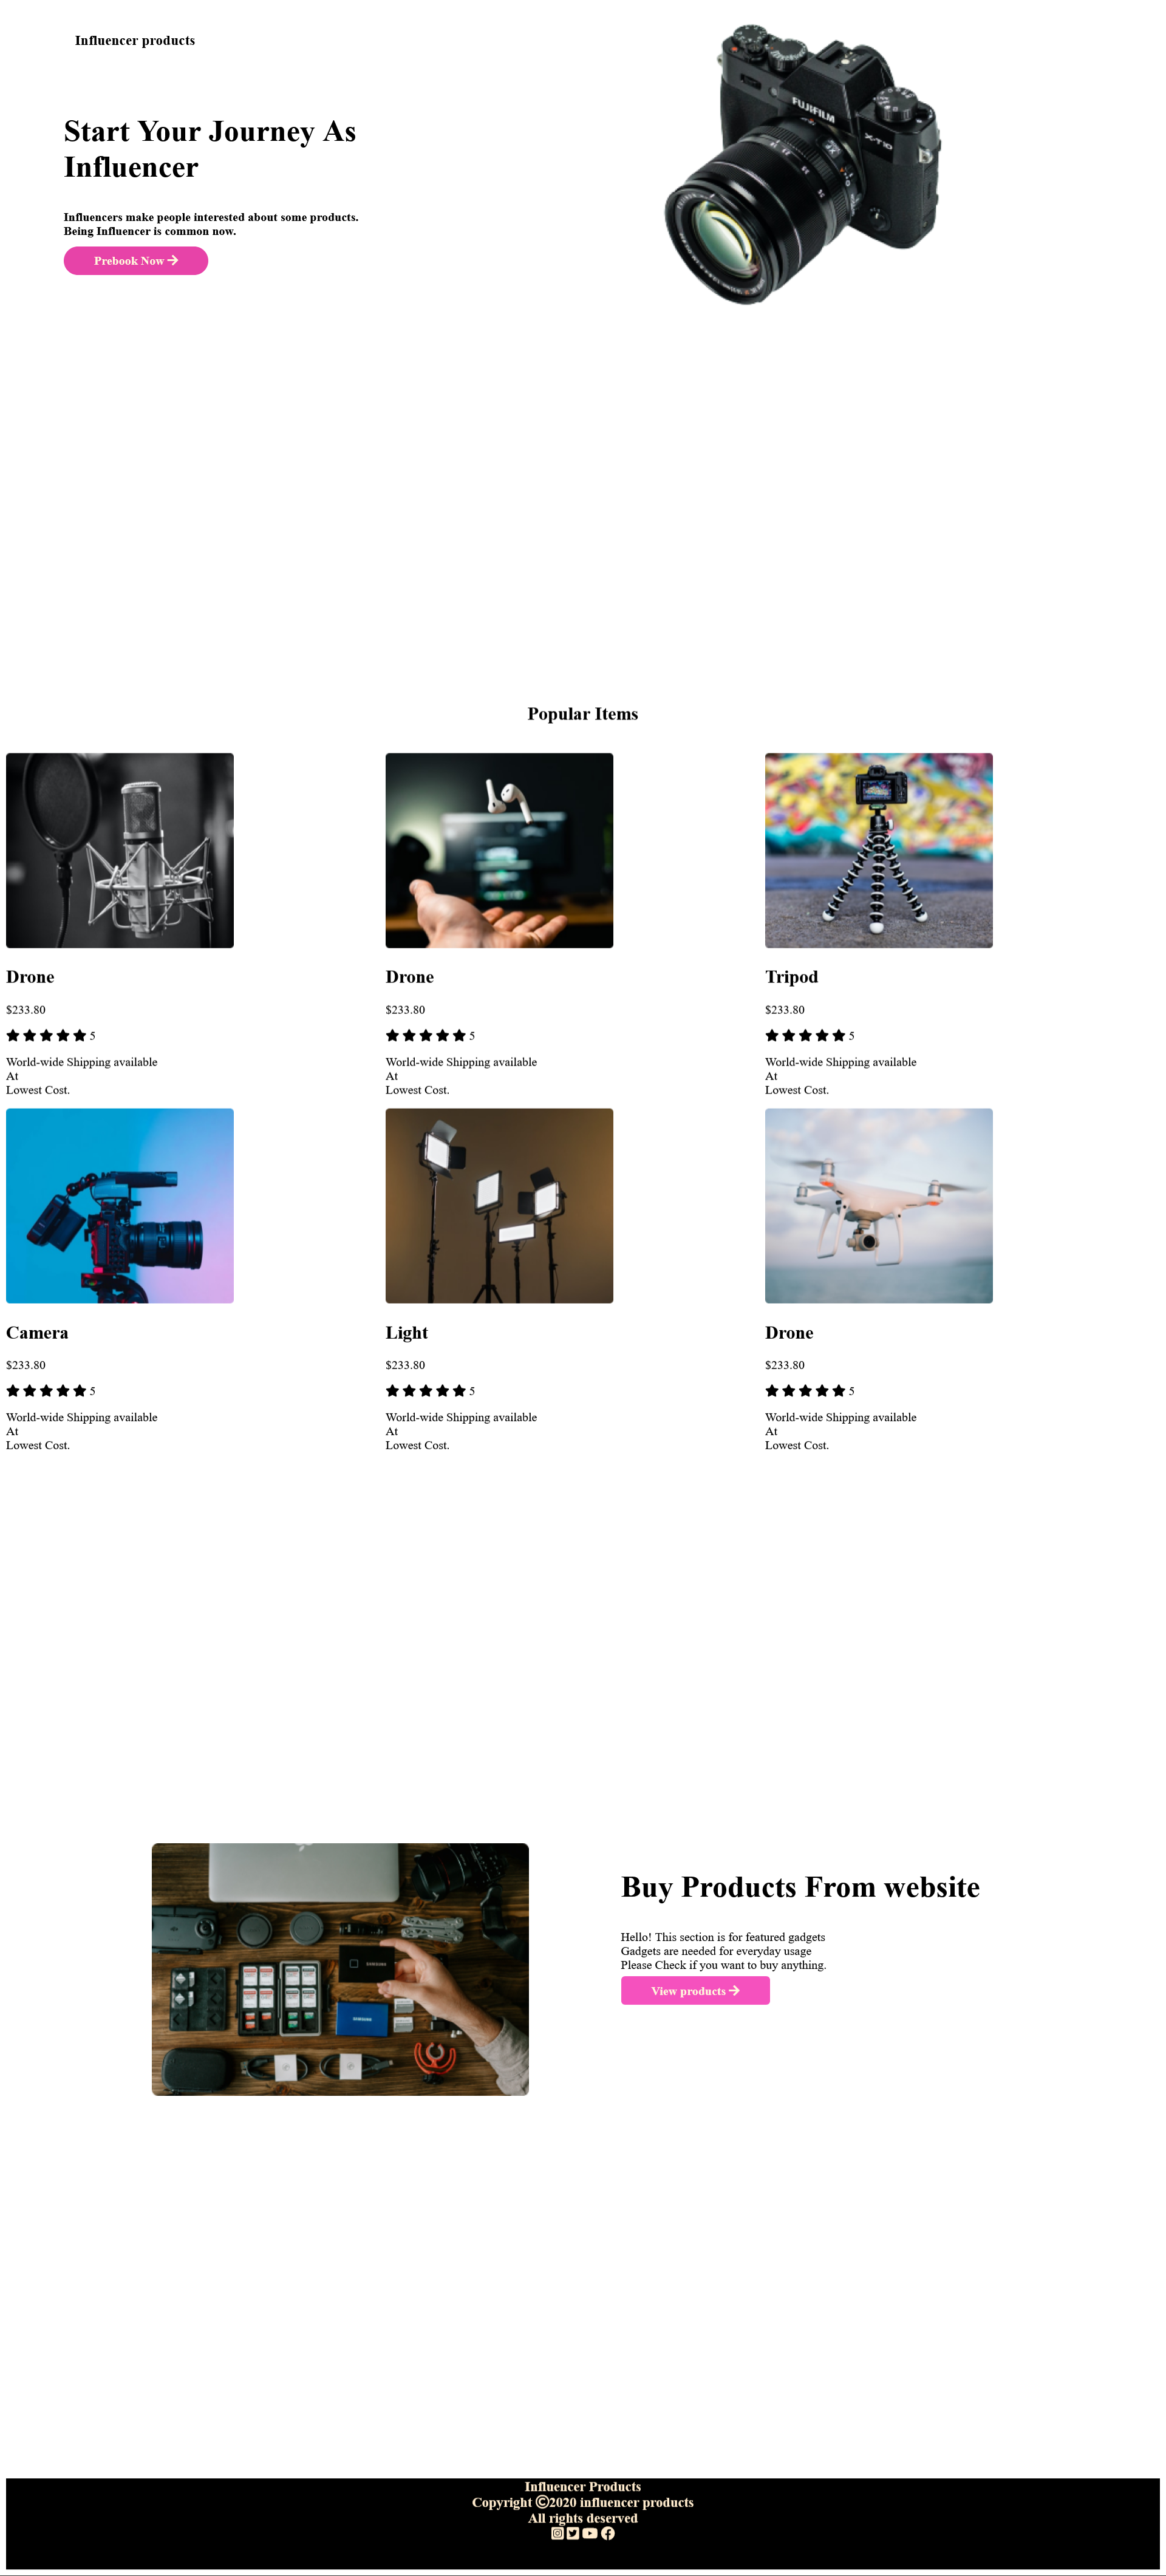 Influencer products
FUJIFILM
X-T10
Start Your Journey As
Influencer
Influencers make people interested about some products.
Being Influencer is common now.
Prebook Now
Popular Items
Drone
$233.80
5
World-wide Shipping available
At
Lowest Cost.
Drone
$233.80
5
World-wide Shipping available
At
Lowest Cost.
Tripod
$233.80
5
World-wide Shipping available
At
Lowest Cost.
Camera
$233.80
5
World-wide Shipping available
At
Lowest Cost.
Light
$233.80
5
World-wide Shipping available
At
Lowest Cost.
Drone
$233.80
5
World-wide Shipping available
At
Lowest Cost.
SAMSUNG
SAMSUNG
Buy Products From website
Hello! This section is for featured gadgets
Gadgets are needed for everyday usage
Please Check if you want to buy anything.
View products
Influencer Products
Copyright ©2020 influencer products
All rights deserved